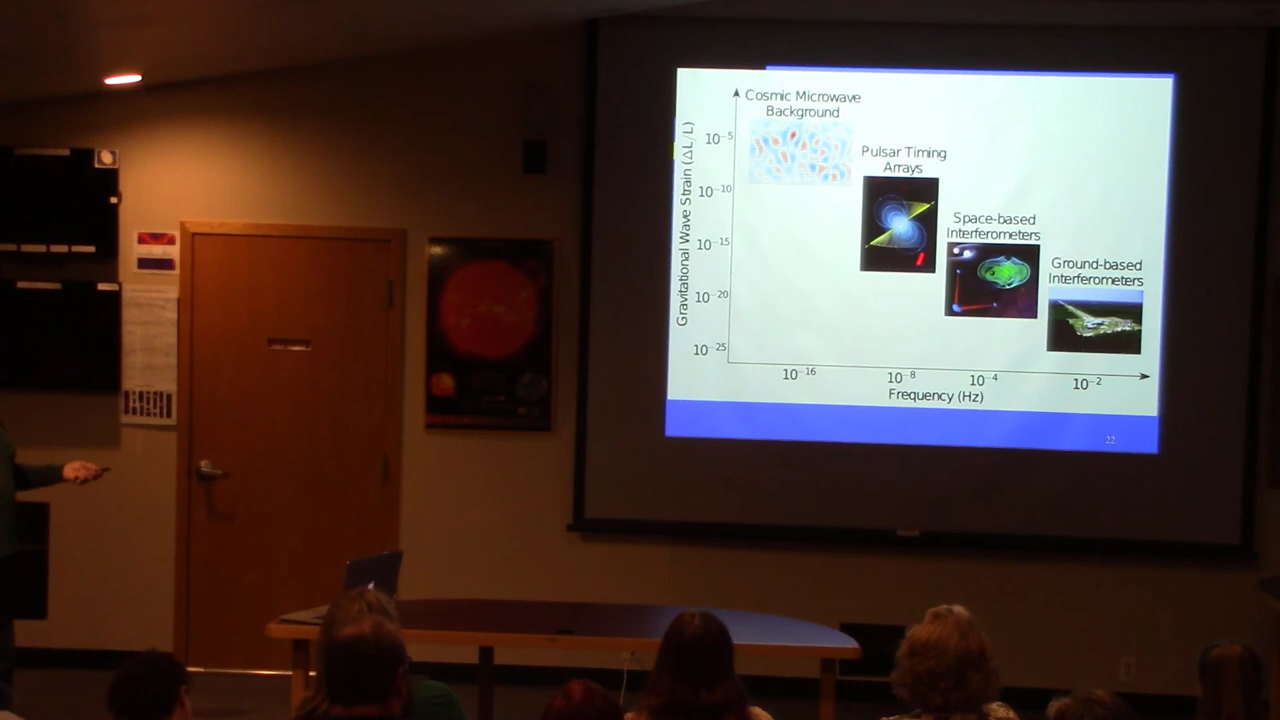 Cosmic Microwave
Background
Pulsar Timing
Arrays
Space-based
Interferometers
Ground-based
Interferometers
Gravitational Wave Strain (ΔL/L)
10⁻⁵
10⁻¹⁰
10⁻¹⁵
10⁻²⁰
10⁻²⁵
10⁻¹⁶
10⁻⁸
10⁻⁴
10⁻²
Frequency (Hz)
22